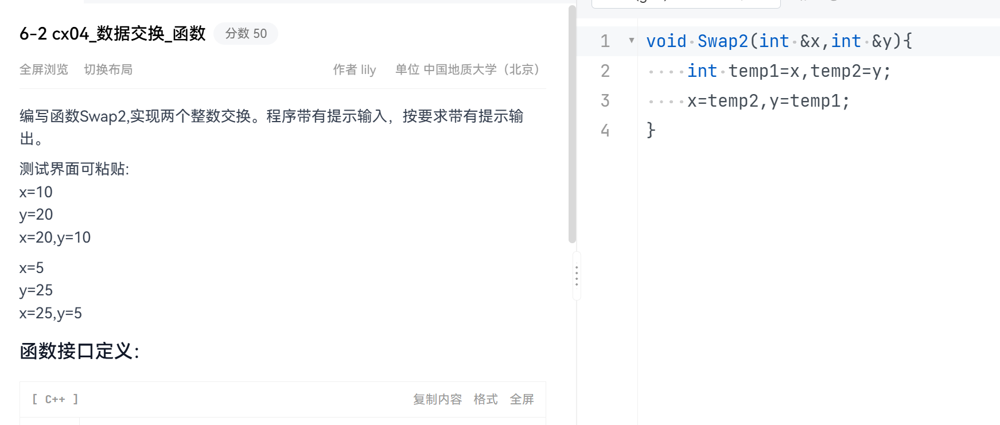 6-2 cx04_数据交换_函数 分数 50
全屏浏览 切换布局 作者 lily 单位 中国地质大学（北京）
编写函数Swap2,实现两个整数交换。程序带有提示输入，按要求带有提示输
出。
测试界面可粘贴:
x=10
y=20
x=20,y=10
x=5
y=25
x=25,y=5
函数接口定义：
[ C++ ] 复制内容 格式 全屏
1 void Swap2(int &x,int &y){
2     int temp1=x,temp2=y;
3     x=temp2,y=temp1;
4 }